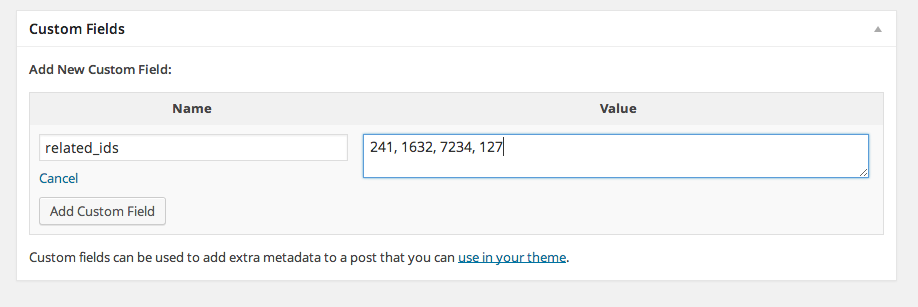 Custom Fields
Add New Custom Field:
Name Value
related_ids 241, 1632, 7234, 127
Cancel
Add Custom Field
Custom fields can be used to add extra metadata to a post that you can use in your theme.